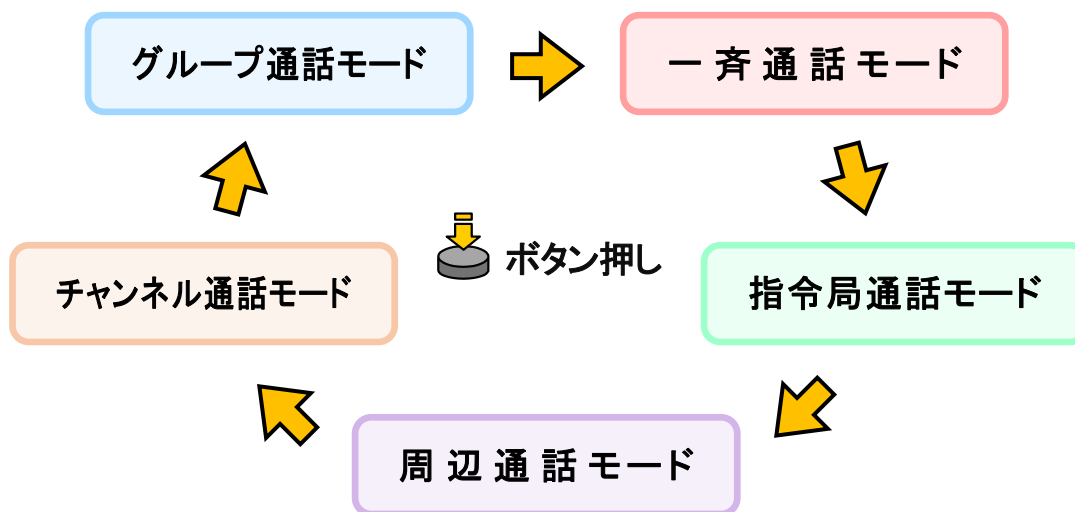 グループ通話モード
一斉通話モード
ボタン押し
チャンネル通話モード
指令局通話モード
周辺通話モード